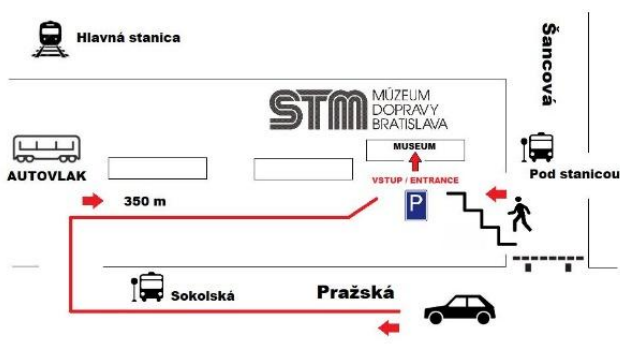 Hlavná stanica
Šancová
STM MÚZEUM
DOPRAVY
BRATISLAVA
MUSEUM
AUTOVLAK
VSTUP / ENTRANCE
Pod stanicou
350 m
P
Sokolská
Pražská